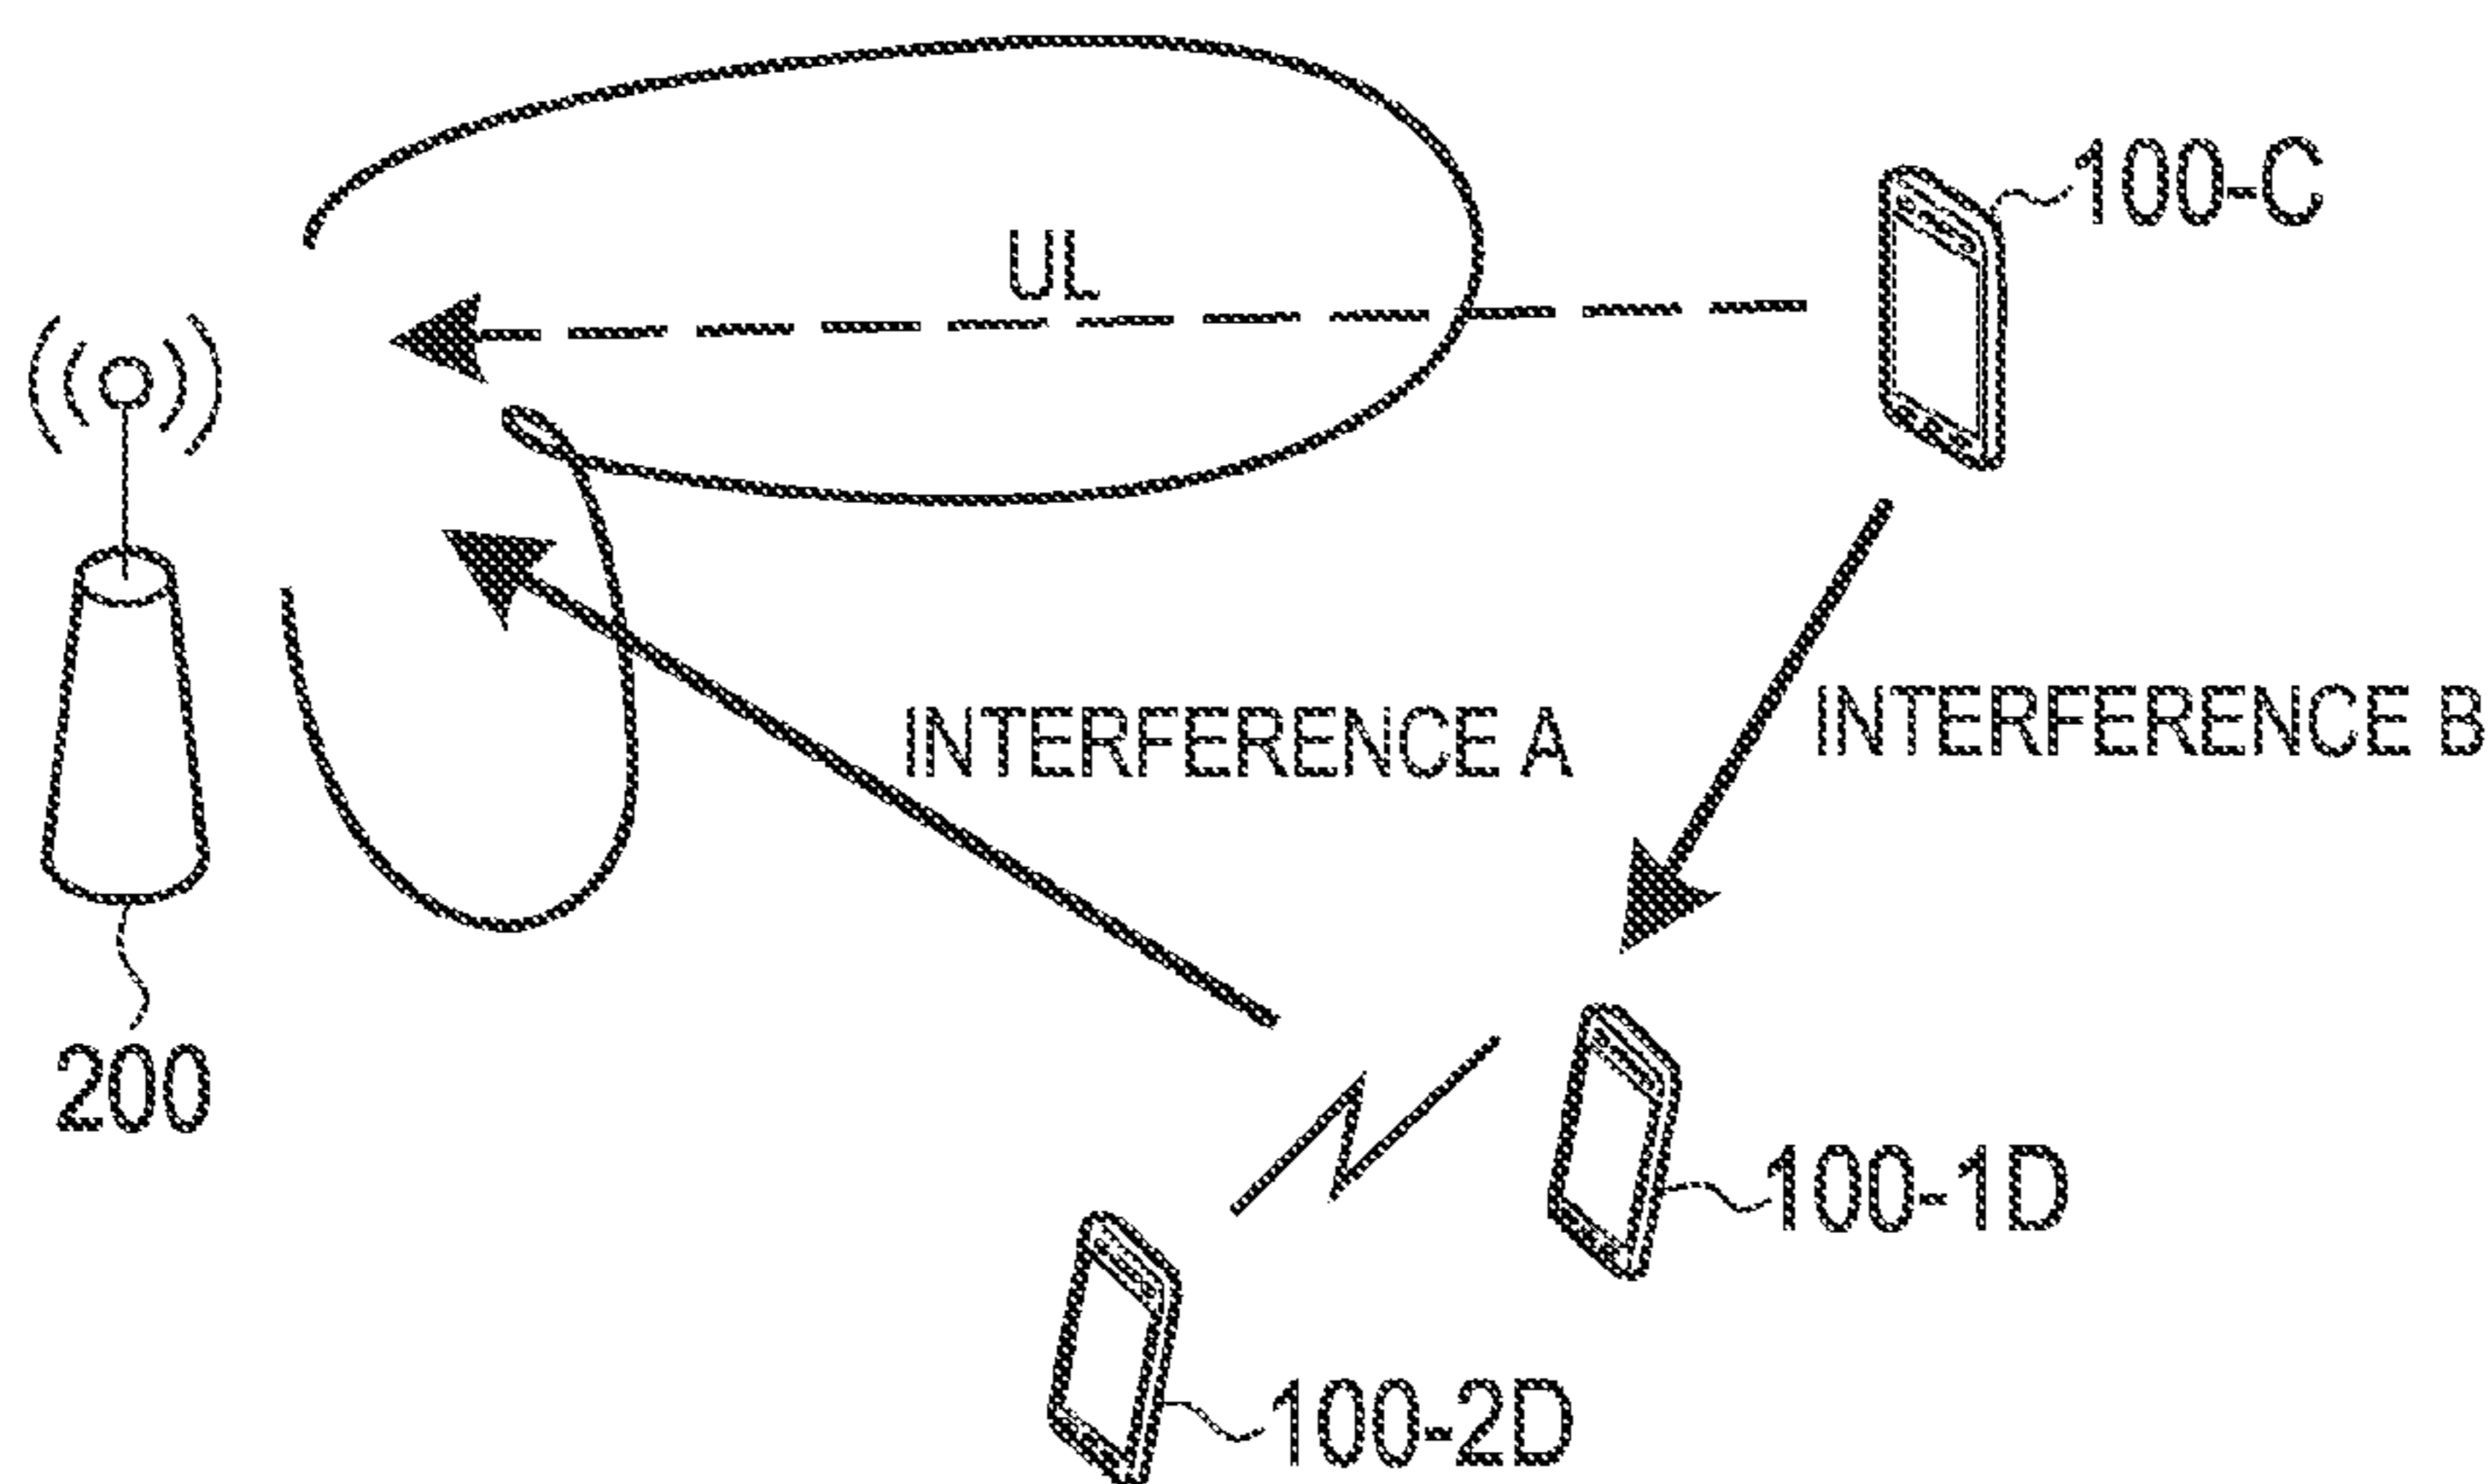 100-C
UL
INTERFERENCE A
INTERFERENCE B
200
100-1D
100-2D